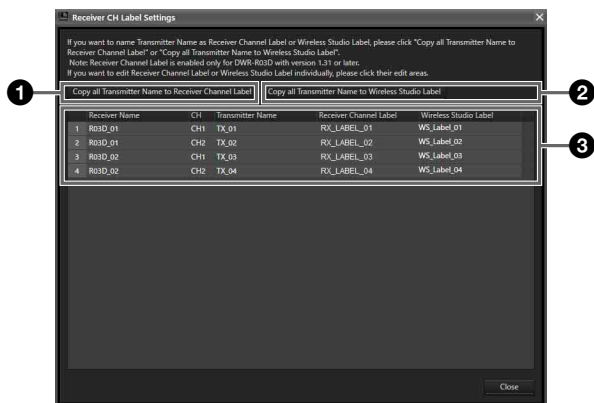 Receiver CH Label Settings
If you want to name Transmitter Name as Receiver Channel Label or Wireless Studio Label, please click "Copy all Transmitter Name to
Receiver Channel Label" or "Copy all Transmitter Name to Wireless Studio Label".
Note: Receiver Channel Label is enabled only for DWR-R03D with version 1.31 or later.
If you want to edit Receiver Channel Label or Wireless Studio Label individually, please click their edit areas.
1 Copy all Transmitter Name to Receiver Channel Label Copy all Transmitter Name to Wireless Studio Label 2
Receiver Name CH Transmitter Name Receiver Channel Label Wireless Studio Label
1 R03D_01 CH1 TX_01 RX_LABEL_01 WS_Label_01
2 R03D_01 CH2 TX_02 RX_LABEL_02 WS_Label_02
3 R03D_02 CH1 TX_03 RX_LABEL_03 WS_Label_03 3
4 R03D_02 CH2 TX_04 RX_LABEL_04 WS_Label_04
Close